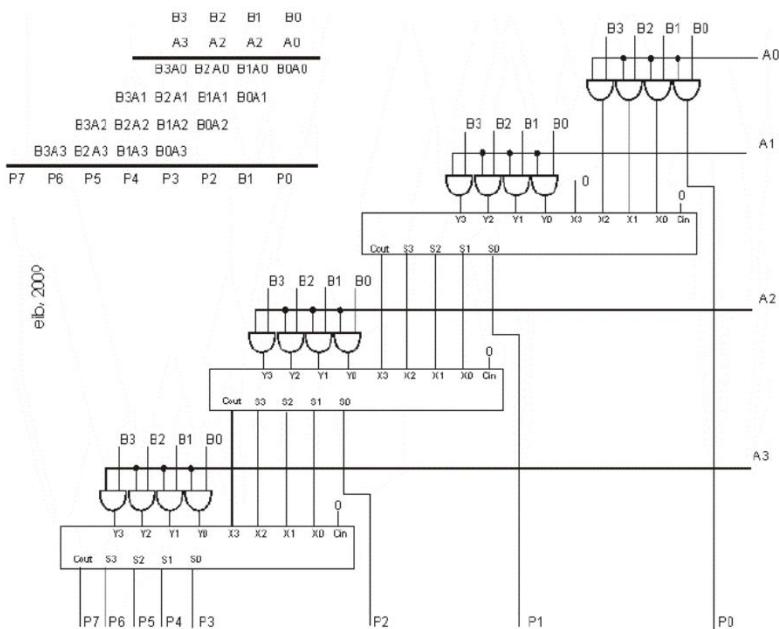 B3 B2 B1 B0
A3 A2 A2 A0
B3A0 B2A0 B1A0 B0A0
B3A1 B2A1 B1A1 B0A1
B3A2 B2A2 B1A2 B0A2
B3A3 B2A3 B1A3 B0A3
P7 P6 P5 P4 P3 P2 B1 P0
B3 B2 B1 B0
A0
B3 B2 B1 B0
A1
0
0
Y3 Y2 Y1 Y0 X3 X2 X1 X0 Cin
Cout S3 S2 S1 S0
B3 B2 B1 B0
A2
0
Y3 Y2 Y1 Y0 X3 X2 X1 X0 Cin
Cout S3 S2 S1 S0
B3 B2 B1 B0
A3
0
Y3 Y2 Y1 Y0 X3 X2 X1 X0 Cin
Cout S3 S2 S1 S0
P7 P6 P5 P4 P3 P2 P1 P0